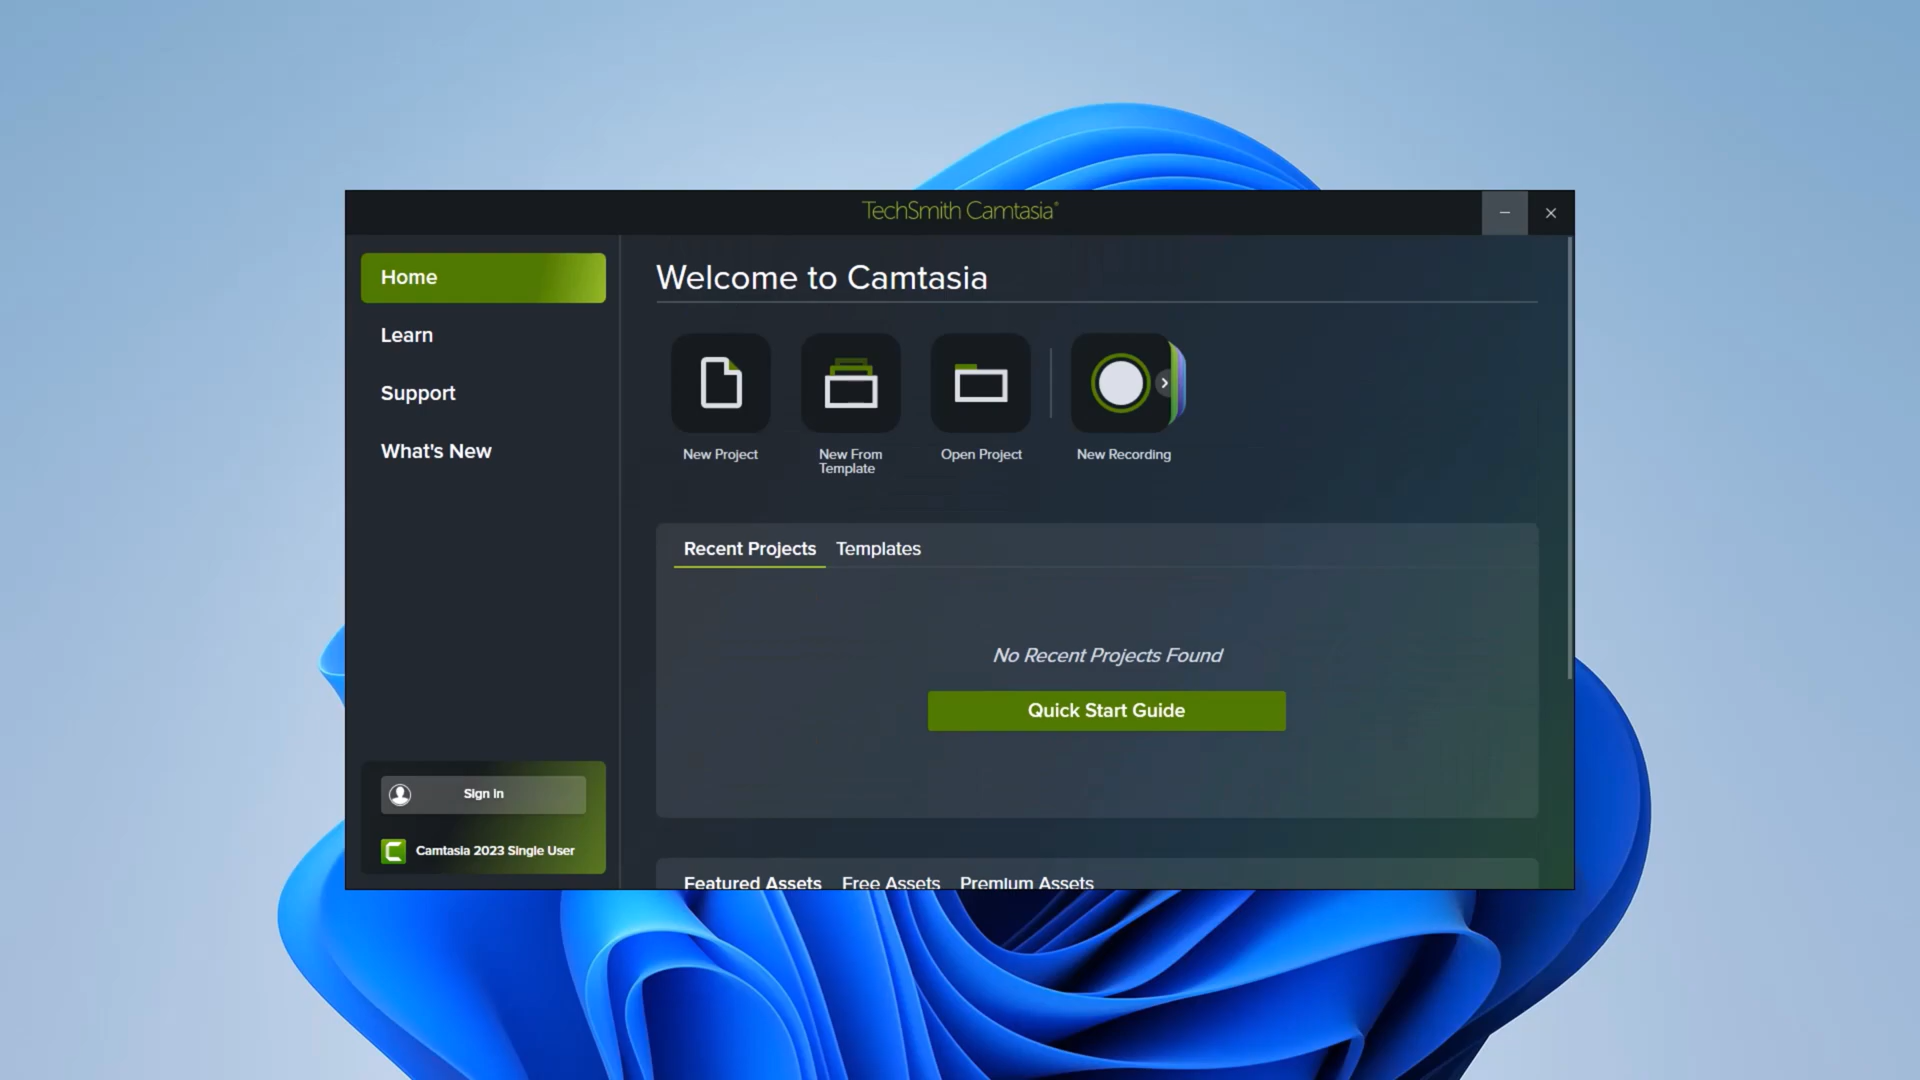 TechSmith Camtasia®
Home
Learn
Support
What's New
Sign In
Camtasia 2023 Single User
Welcome to Camtasia
New Project
New From
Template
Open Project
New Recording
Recent Projects Templates
No Recent Projects Found
Quick Start Guide
Featured Assets Free Assets Premium Assets